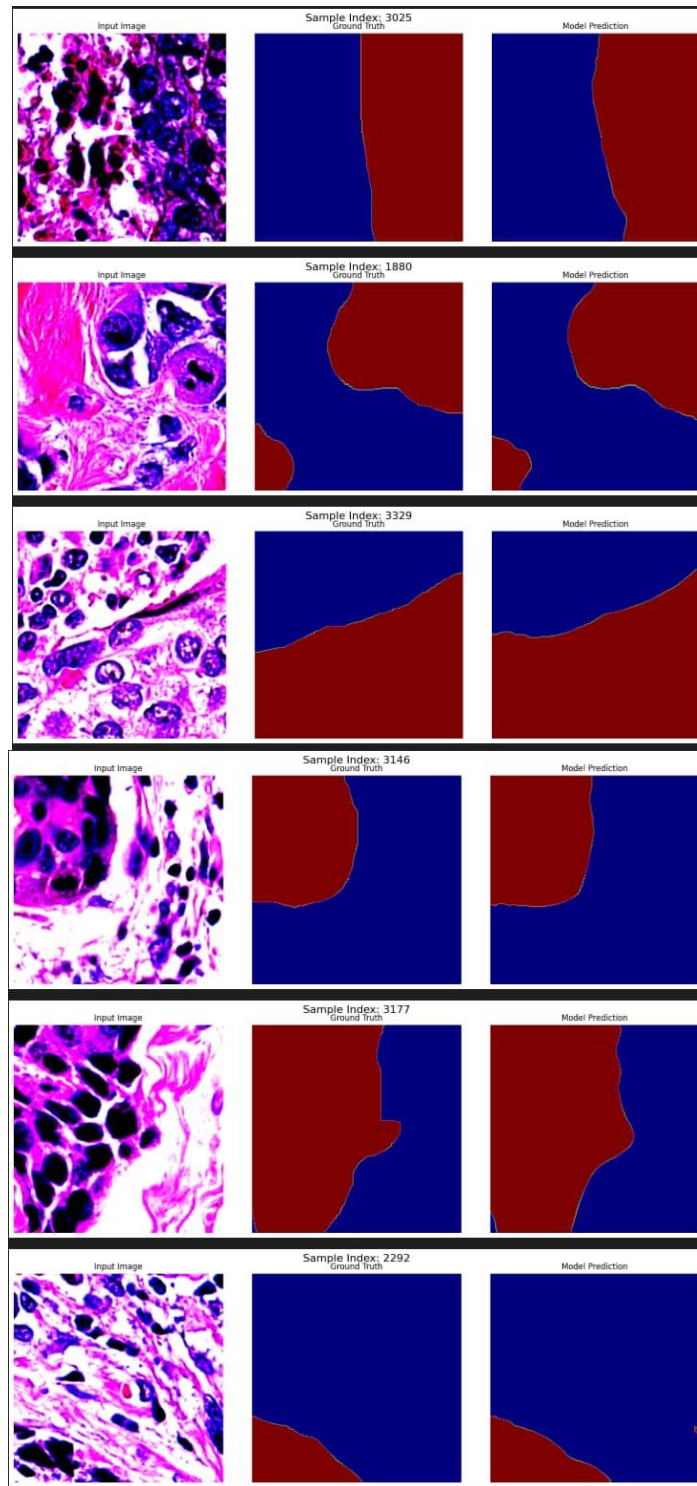 Sample Index: 3025
Input Image
Ground Truth
Model Prediction
Sample Index: 1880
Input Image
Ground Truth
Model Prediction
Sample Index: 3329
Input Image
Ground Truth
Model Prediction
Sample Index: 3146
Input Image
Ground Truth
Model Prediction
Sample Index: 3177
Input Image
Ground Truth
Model Prediction
Sample Index: 2292
Input Image
Ground Truth
Model Prediction